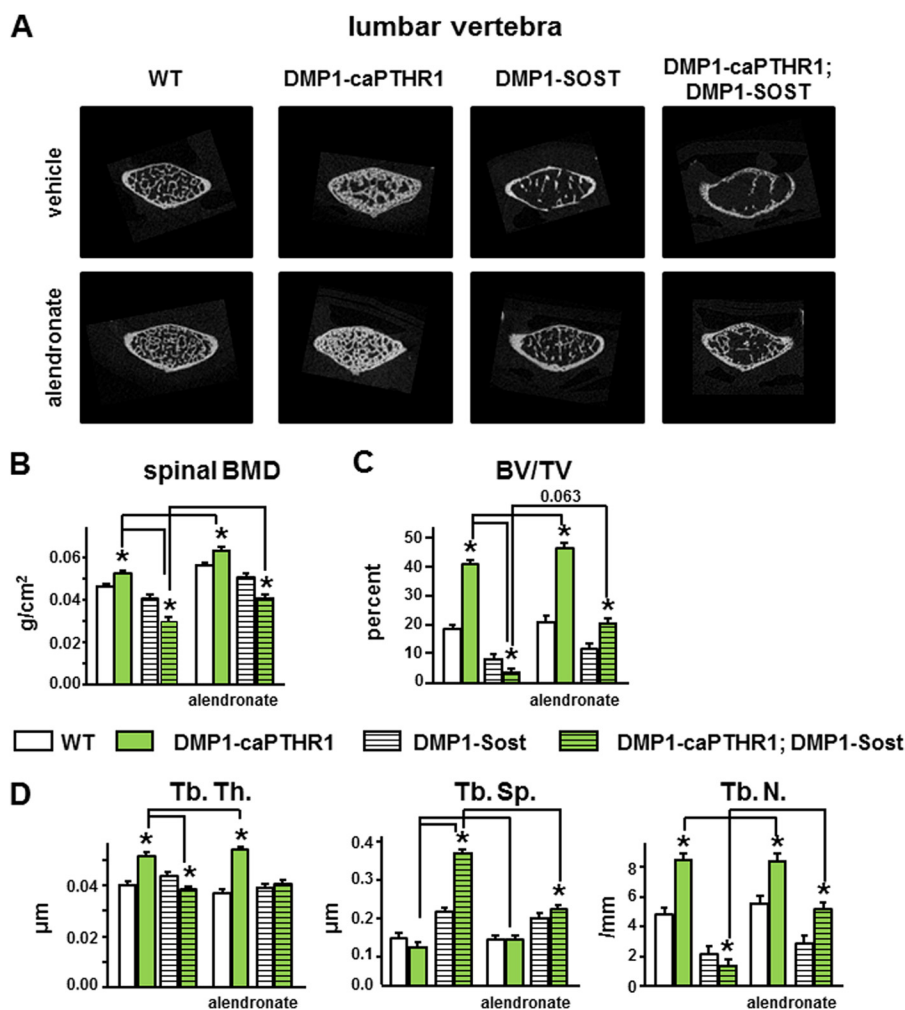 A
lumbar vertebra
WT
DMP1-caPTHR1
DMP1-SOST
DMP1-caPTHR1;
DMP1-SOST
vehicle
alendronate
B
spinal BMD
g/cm2
0.06
0.04
0.02
0.00
*
*
*
*
alendronate
C
BV/TV
0.063
percent
50
40
30
20
10
0
*
*
*
*
alendronate
WT
DMP1-caPTHR1
DMP1-Sost
DMP1-caPTHR1; DMP1-Sost
D
Tb. Th.
µm
0.04
0.02
0.00
*
*
*
alendronate
Tb. Sp.
µm
0.4
0.3
0.2
0.1
0.0
*
*
alendronate
Tb. N.
/mm
8
6
4
2
0
*
*
*
*
alendronate